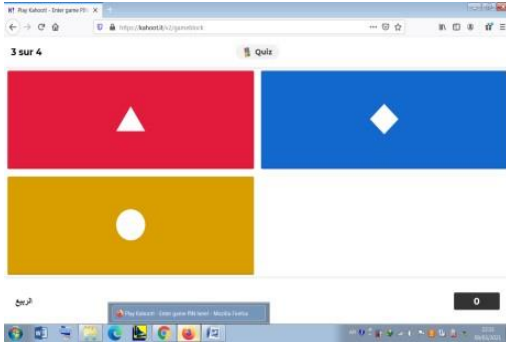 Play Kahoot! - Enter game PIN
https://kahoot.it/v2/gameblock
3 sur 4
Quiz
الربيع
0
Play Kahoot! - Enter game PIN here! - Mozilla Firefox